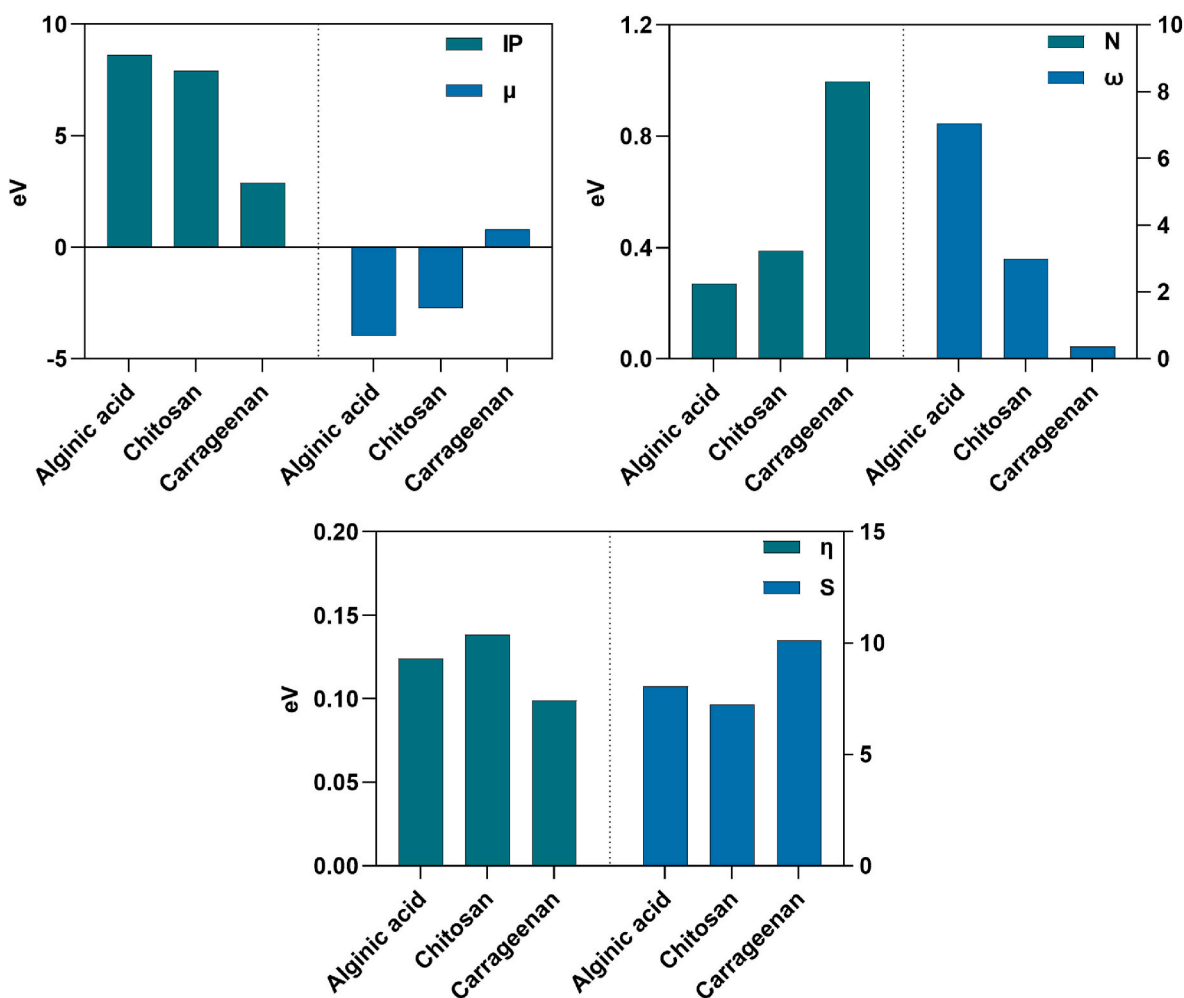 10
5
0
-5
eV
IP
μ
Alginic acid
Chitosan
Carrageenan
Alginic acid
Chitosan
Carrageenan
1.2
0.8
0.4
0.0
eV
N
ω
10
8
6
4
2
0
Alginic acid
Chitosan
Carrageenan
Alginic acid
Chitosan
Carrageenan
0.20
0.15
0.10
0.05
0.00
eV
η
S
15
10
5
0
Alginic acid
Chitosan
Carrageenan
Alginic acid
Chitosan
Carrageenan